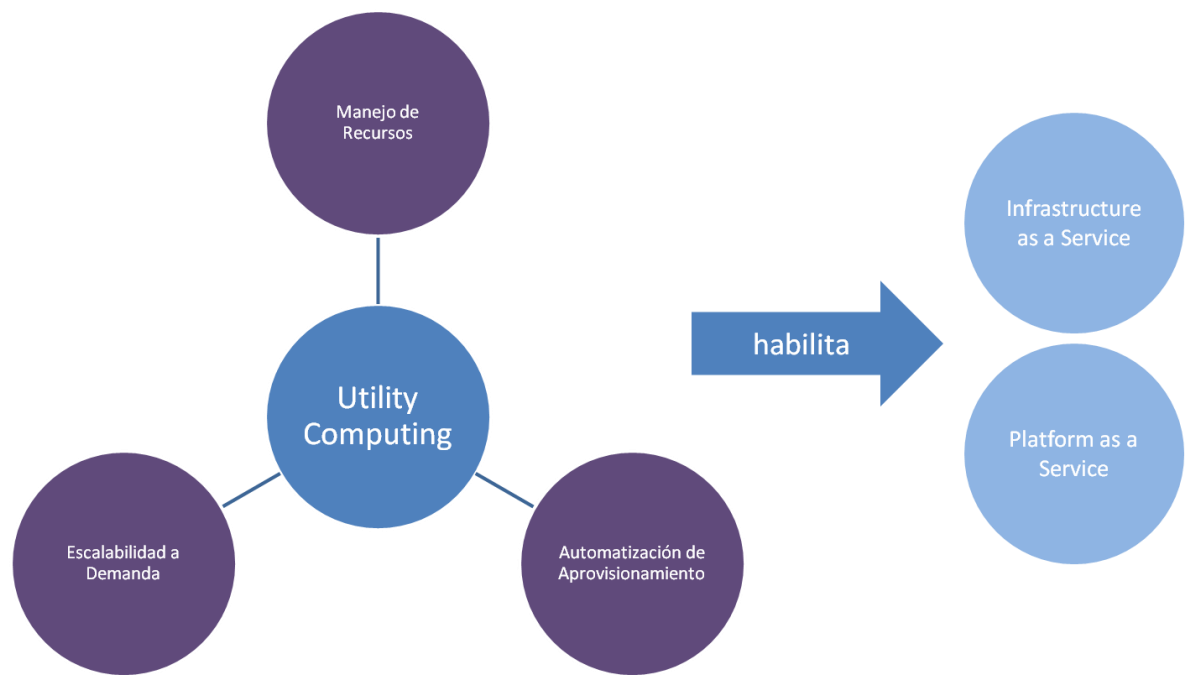 Manejo de
Recursos
Utility
Computing
Escalabilidad a
Demanda
Automatización de
Aprovisionamiento
habilita
Infrastructure
as a Service
Platform as a
Service